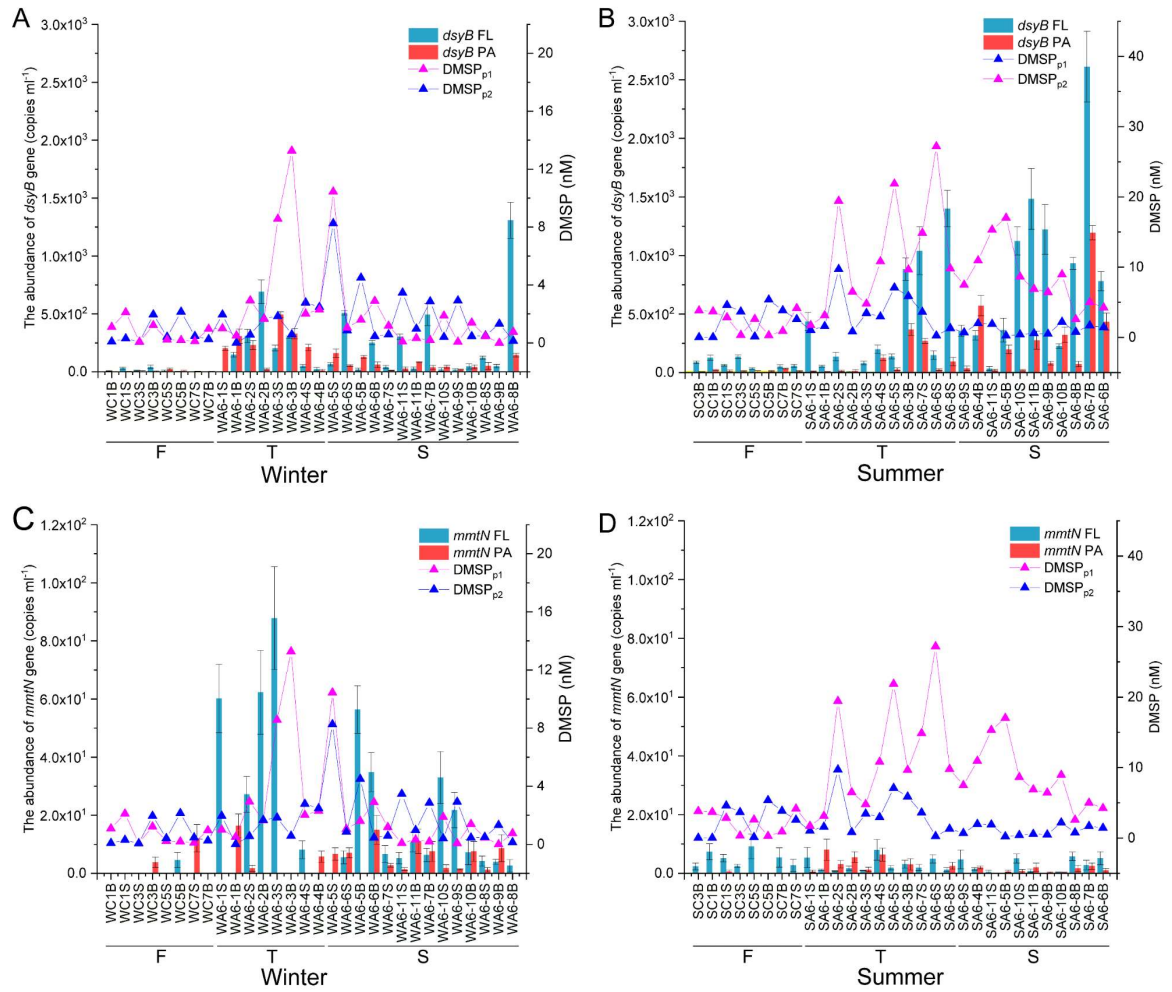 A
3.0x10³
2.5x10³
2.0x10³
1.5x10³
1.0x10³
5.0x10²
0.0
The abundance of dsyB gene (copies ml⁻¹)
dsyB FL
dsyB PA
DMSPp1
DMSPp2
20
16
12
8
4
0
DMSP (nM)
WC1B
WC1S
WC3S
WC3B
WC5S
WC5B
WC7S
WC7B
WA6-1S
WA6-1B
WA6-2S
WA6-2B
WA6-3S
WA6-3B
WA6-4S
WA6-4B
WA6-5S
WA6-6S
WA6-5B
WA6-6B
WA6-7S
WA6-11S
WA6-11B
WA6-7B
WA6-10S
WA6-9S
WA6-10B
WA6-8S
WA6-9B
WA6-8B
F T S
Winter
B
3.0x10³
2.5x10³
2.0x10³
1.5x10³
1.0x10³
5.0x10²
0.0
The abundance of dsyB gene (copies ml⁻¹)
dsyB FL
dsyB PA
DMSPp1
DMSPp2
40
30
20
10
0
DMSP (nM)
SC3B
SC1B
SC1S
SC3S
SC5S
SC5B
SC7B
SC7S
SA6-1S
SA6-1B
SA6-2S
SA6-2B
SA6-3S
SA6-4S
SA6-5S
SA6-3B
SA6-7S
SA6-6S
SA6-8S
SA6-9S
SA6-4B
SA6-11S
SA6-5B
SA6-10S
SA6-11B
SA6-9B
SA6-10B
SA6-8B
SA6-7B
SA6-6B
F T S
Summer
C
1.2x10²
1.0x10²
8.0x10¹
6.0x10¹
4.0x10¹
2.0x10¹
0.0
The abundance of mmtN gene (copies ml⁻¹)
mmtN FL
mmtN PA
DMSPp1
DMSPp2
20
16
12
8
4
0
DMSP (nM)
WC1B
WC1S
WC3S
WC3B
WC5S
WC5B
WC7S
WC7B
WA6-1S
WA6-1B
WA6-2S
WA6-2B
WA6-3S
WA6-3B
WA6-4S
WA6-4B
WA6-5S
WA6-6S
WA6-5B
WA6-6B
WA6-7S
WA6-11S
WA6-11B
WA6-7B
WA6-10S
WA6-9S
WA6-10B
WA6-8S
WA6-9B
WA6-8B
F T S
Winter
D
1.2x10²
1.0x10²
8.0x10¹
6.0x10¹
4.0x10¹
2.0x10¹
0.0
The abundance of mmtN gene (copies ml⁻¹)
mmtN FL
mmtN PA
DMSPp1
DMSPp2
40
30
20
10
0
DMSP (nM)
SC3B
SC1B
SC1S
SC3S
SC5S
SC5B
SC7B
SC7S
SA6-1S
SA6-1B
SA6-2S
SA6-2B
SA6-3S
SA6-4S
SA6-5S
SA6-3B
SA6-7S
SA6-6S
SA6-8S
SA6-9S
SA6-4B
SA6-11S
SA6-5B
SA6-10S
SA6-11B
SA6-9B
SA6-10B
SA6-8B
SA6-7B
SA6-6B
F T S
Summer